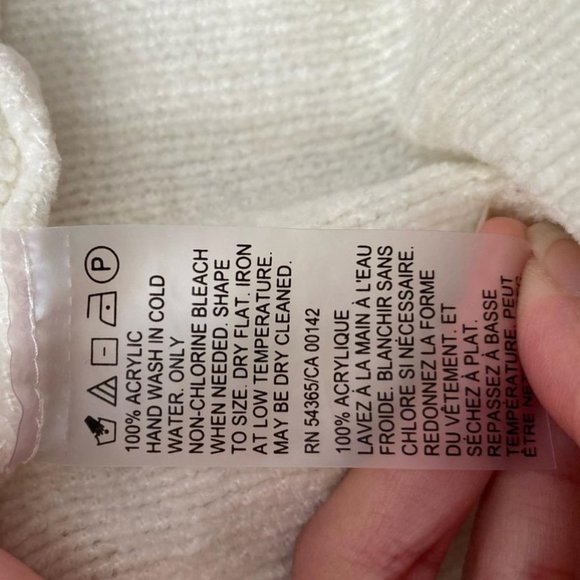 P
100% ACRYLIC
HAND WASH IN COLD
WATER. ONLY
NON-CHLORINE BLEACH
WHEN NEEDED. SHAPE
TO SIZE. DRY FLAT. IRON
AT LOW TEMPERATURE.
MAY BE DRY CLEANED.
RN 54365/CA 00142
100% ACRYLIQUE
LAVEZ À LA MAIN À L'EAU
FROIDE. BLANCHIR SANS
CHLORE SI NÉCESSAIRE.
REDONNEZ LA FORME
DU VÊTEMENT. ET
SÉCHEZ À PLAT.
REPASSEZ À BASSE
TEMPÉRATURE. PEUT
ÊTRE